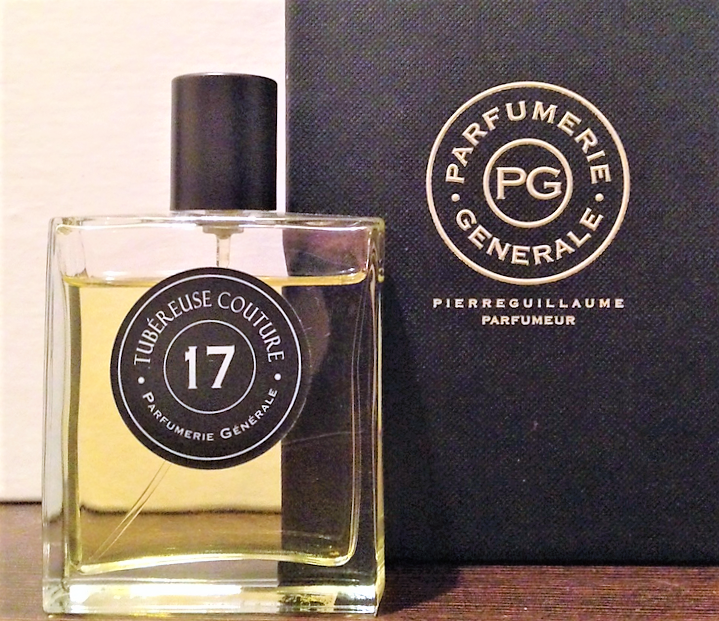 TUBÉREUSE COUTURE
17
PARFUMERIE GÉNÉRALE
PARFUMERIE
PG
GENERALE
PIERREGUILLAUME
PARFUMEUR